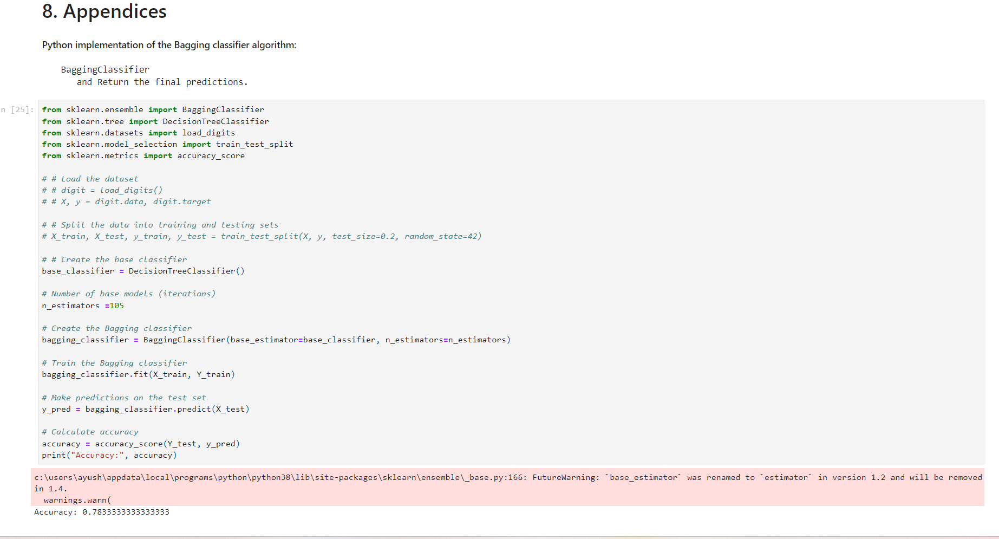 8. Appendices
Python implementation of the Bagging classifier algorithm:
BaggingClassifier
and Return the final predictions.
n [25]:
from sklearn.ensemble import BaggingClassifier
from sklearn.tree import DecisionTreeClassifier
from sklearn.datasets import load_digits
from sklearn.model_selection import train_test_split
from sklearn.metrics import accuracy_score
# # Load the dataset
# # digit = load_digits()
# # X, y = digit.data, digit.target
# # Split the data into training and testing sets
# X_train, X_test, y_train, y_test = train_test_split(X, y, test_size=0.2, random_state=42)
# # Create the base classifier
base_classifier = DecisionTreeClassifier()
# Number of base models (iterations)
n_estimators =105
# Create the Bagging classifier
bagging_classifier = BaggingClassifier(base_estimator=base_classifier, n_estimators=n_estimators)
# Train the Bagging classifier
bagging_classifier.fit(X_train, Y_train)
# Make predictions on the test set
y_pred = bagging_classifier.predict(X_test)
# Calculate accuracy
accuracy = accuracy_score(Y_test, y_pred)
print("Accuracy:", accuracy)
c:\users\ayush\appdata\local\programs\python\python38\lib\site-packages\sklearn\ensemble\_base.py:166: FutureWarning: `base_estimator` was renamed to `estimator` in version 1.2 and will be removed
in 1.4.
warnings.warn(
Accuracy: 0.7833333333333333